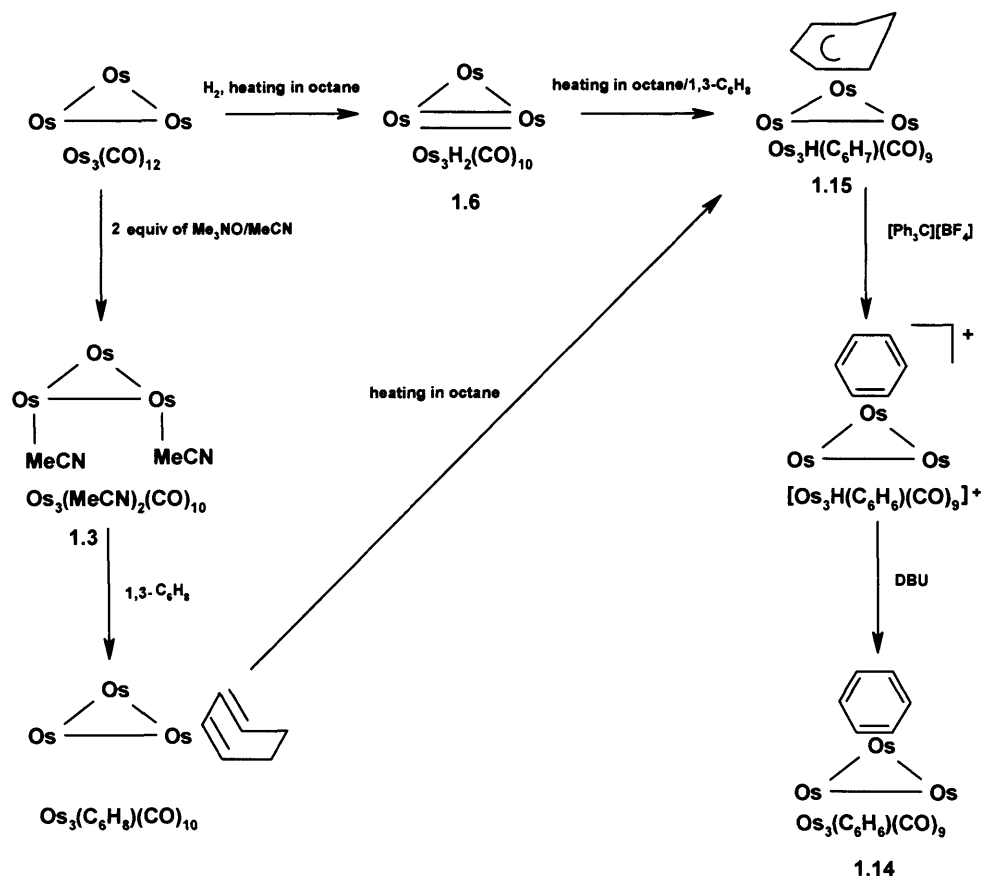 Os
Os Os
Os₃(CO)₁₂
H₂, heating in octane
Os
Os Os
Os₃H₂(CO)₁₀
1.6
heating in octane/1,3-C₆H₈
Os
Os Os
Os₃H(C₆H₇)(CO)₉
1.15
2 equiv of Me₃NO/MeCN
[Ph₃C][BF₄]
Os
Os Os
MeCN MeCN
Os₃(MeCN)₂(CO)₁₀
1.3
heating in octane
+
Os
Os Os
[Os₃H(C₆H₆)(CO)₉]⁺
1,3-C₆H₈
DBU
Os
Os Os
Os₃(C₆H₈)(CO)₁₀
Os
Os Os
Os₃(C₆H₆)(CO)₉
1.14